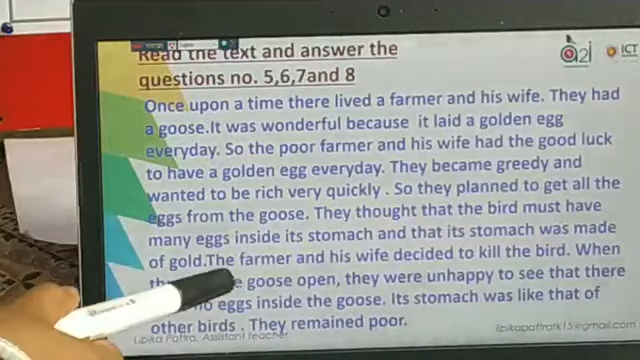 Read the text and answer the
questions no. 5,6,7and 8
a2i
ICT
Once upon a time there lived a farmer and his wife. They had
a goose.It was wonderful because it laid a golden egg
everyday. So the poor farmer and his wife had the good luck
to have a golden egg everyday. They became greedy and
wanted to be rich very quickly . So they planned to get all the
eggs from the goose. They thought that the bird must have
many eggs inside its stomach and that its stomach was made
of gold.The farmer and his wife decided to kill the bird. When
goose open, they were unhappy to see that there
no eggs inside the goose. Its stomach was like that of
other birds . They remained poor.
Lipika Patra, Assistant teacher